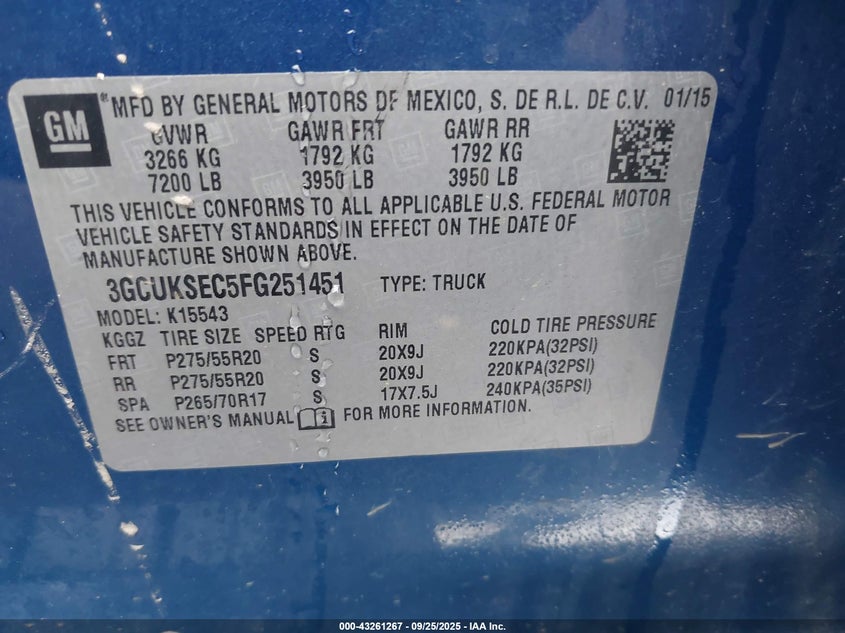 GM
® MFD BY GENERAL MOTORS DE MEXICO, S. DE R.L. DE C.V. 01/15
GVWR GAWR FRT GAWR RR
3266 KG 1792 KG 1792 KG
7200 LB 3950 LB 3950 LB
THIS VEHICLE CONFORMS TO ALL APPLICABLE U.S. FEDERAL MOTOR
VEHICLE SAFETY STANDARDS IN EFFECT ON THE DATE OF
MANUFACTURE SHOWN ABOVE.
3GCUKSEC5FG251451 TYPE: TRUCK
MODEL: K15543
KGGZ TIRE SIZE SPEED RTG RIM COLD TIRE PRESSURE
FRT P275/55R20 S 20X9J 220KPA(32PSI)
RR P275/55R20 S 20X9J 220KPA(32PSI)
SPA P265/70R17 S 17X7.5J 240KPA(35PSI)
SEE OWNER'S MANUAL FOR MORE INFORMATION.
000-43261267 - 09/25/2025 - IAA Inc.